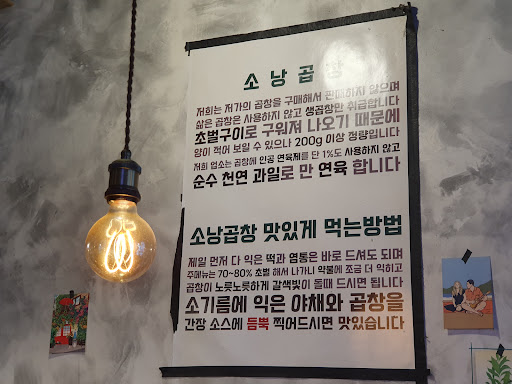 소 낭 곱 창
저희는 저가의 곱창을 구매해서 판매하지 않으며
삶은 곱창은 사용하지 않고 생곱창만 취급합니다
초벌구이로 구워져 나오기 때문에
양이 적어 보일 수 있으나 200g 이상 정량입니다
저희 업소는 곱창에 인공 연육제를 단 1%도 사용하지 않고
순수 천연 과일로 만 연육 합니다
소낭곱창 맛있게 먹는방법
제일 먼저 다 익은 떡과 염통은 바로 드셔도 되며
주메뉴는 70~80% 초벌 해서 나가니 약불에 조금 더 익히고
곱창이 노릇노릇하게 갈색빛이 돌때 드시면 됩니다
소기름에 익은 야채와 곱창을
간장 소스에 듬뿍 찍어드시면 맛있습니다